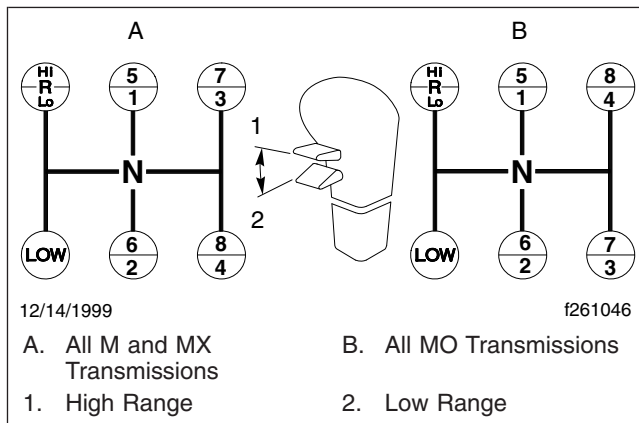 A B
HI R Lo 5 1 7 3 HI R Lo 5 1 8 4
1
N N
2
LOW 6 2 8 4 LOW 6 2 7 3
12/14/1999 f261046
A. All M and MX Transmissions B. All MO Transmissions
1. High Range 2. Low Range